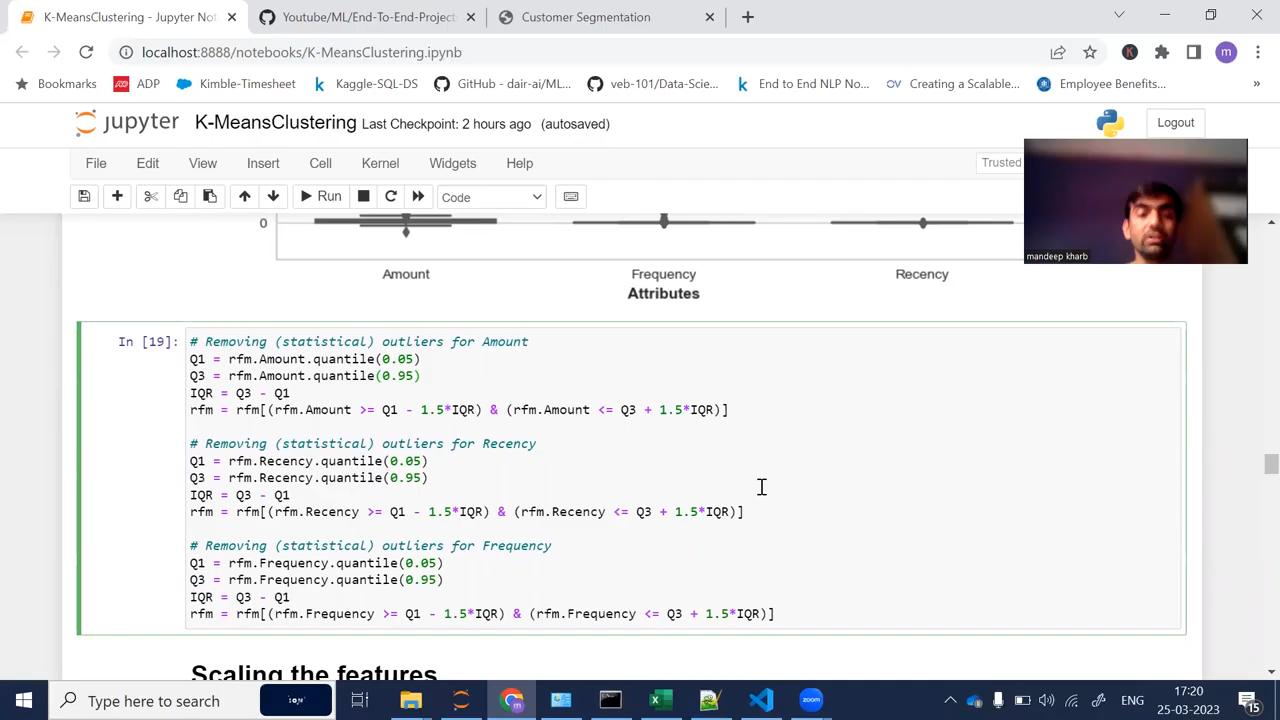 K-MeansClustering - Jupyter Note
Youtube/ML/End-To-End-Projects
Customer Segmentation
localhost:8888/notebooks/K-MeansClustering.ipynb
m
Bookmarks
ADP
Kimble-Timesheet
Kaggle-SQL-DS
GitHub - dair-ai/ML...
veb-101/Data-Scie...
End to End NLP No...
Creating a Scalable...
Employee Benefits...
»
jupyter
K-MeansClustering Last Checkpoint: 2 hours ago (autosaved)
Logout
File Edit View Insert Cell Kernel Widgets Help
Trusted
Run
Code
mandeep kharb
0
Amount Frequency Recency
Attributes
In [19]:
# Removing (statistical) outliers for Amount
Q1 = rfm.Amount.quantile(0.05)
Q3 = rfm.Amount.quantile(0.95)
IQR = Q3 - Q1
rfm = rfm[(rfm.Amount >= Q1 - 1.5*IQR) & (rfm.Amount <= Q3 + 1.5*IQR)]
# Removing (statistical) outliers for Recency
Q1 = rfm.Recency.quantile(0.05)
Q3 = rfm.Recency.quantile(0.95)
IQR = Q3 - Q1
rfm = rfm[(rfm.Recency >= Q1 - 1.5*IQR) & (rfm.Recency <= Q3 + 1.5*IQR)]
# Removing (statistical) outliers for Frequency
Q1 = rfm.Frequency.quantile(0.05)
Q3 = rfm.Frequency.quantile(0.95)
IQR = Q3 - Q1
rfm = rfm[(rfm.Frequency >= Q1 - 1.5*IQR) & (rfm.Frequency <= Q3 + 1.5*IQR)]
Scaling the features
Type here to search
ENG
17:20
25-03-2023
15